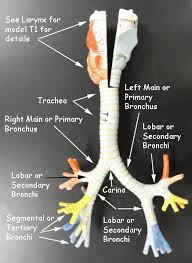 See Larynx for
model T1 for
details
Trachea
Left Main or
Primary
Bronchus
Right Main or Primary
Bronchus
Lobar or
Secondary
Bronchi
Lobar or
Secondary
Bronchi
Carina
Segmental or
Tertiary
Bronchi
Lobar or
Secondary
Bronchi